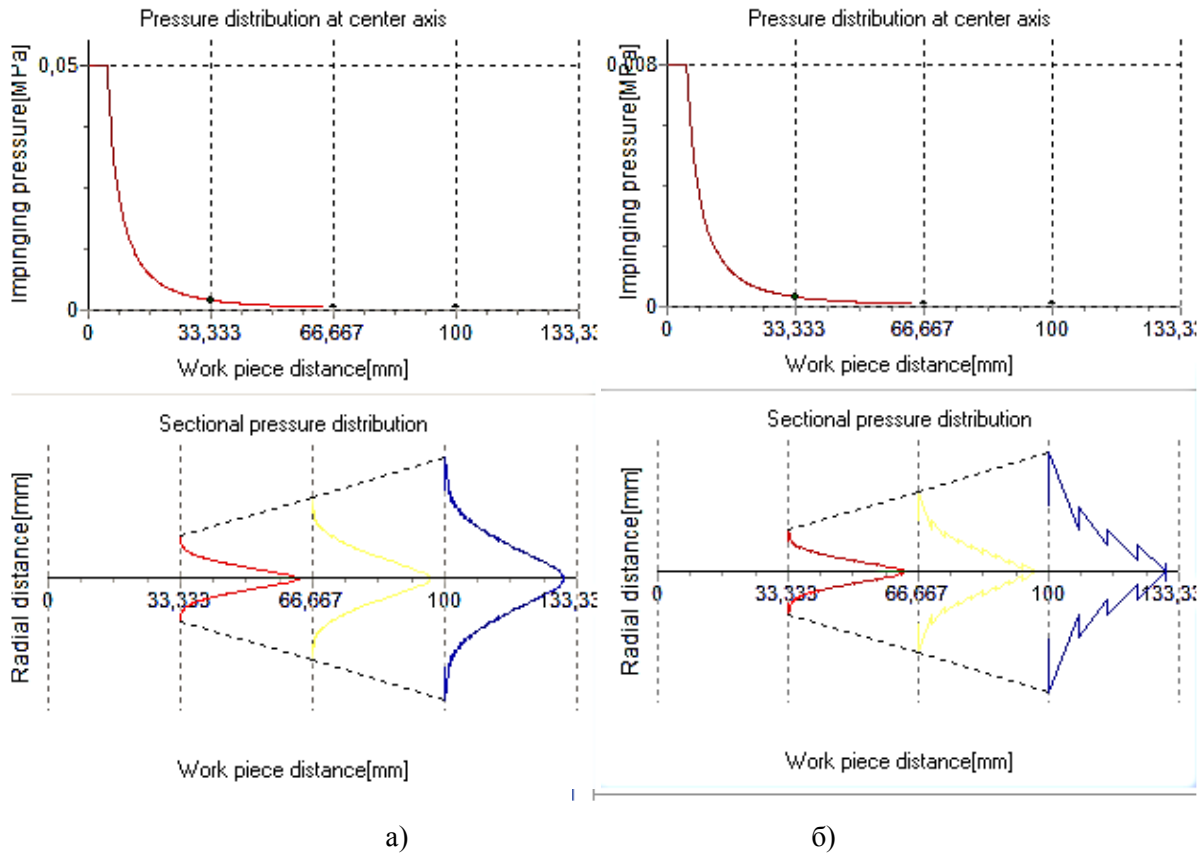 Pressure distribution at center axis
Impinging pressure[MPa]
0,05
0
0
33,333
66,667
100
133,33
Work piece distance[mm]
Pressure distribution at center axis
Impinging pressure[MPa]
0,008
0
0
33,333
66,667
100
133,33
Work piece distance[mm]
Sectional pressure distribution
Radial distance[mm]
0
33,333
66,667
100
133,33
Work piece distance[mm]
Sectional pressure distribution
Radial distance[mm]
0
33,333
66,667
100
133,33
Work piece distance[mm]
а)
б)